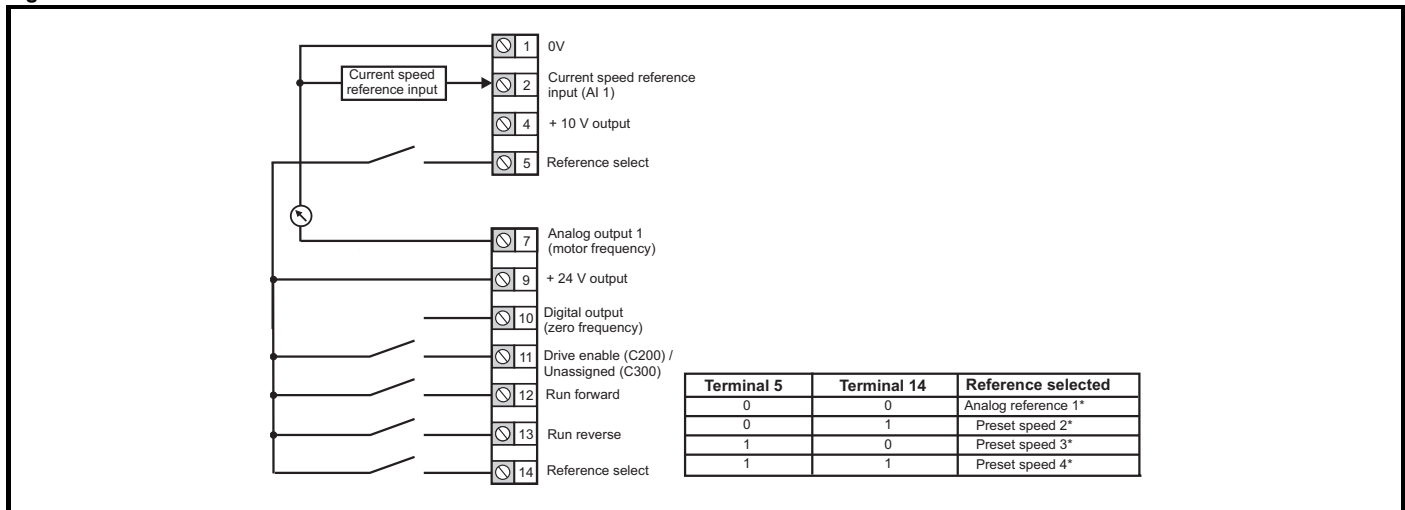 1 0V
Current speed
reference input
2 Current speed reference
input (AI 1)
4 + 10 V output
5 Reference select
7 Analog output 1
(motor frequency)
9 + 24 V output
10 Digital output
(zero frequency)
11 Drive enable (C200) /
Unassigned (C300)
12 Run forward
13 Run reverse
14 Reference select
Terminal 5 Terminal 14 Reference selected
0 0 Analog reference 1*
0 1 Preset speed 2*
1 0 Preset speed 3*
1 1 Preset speed 4*